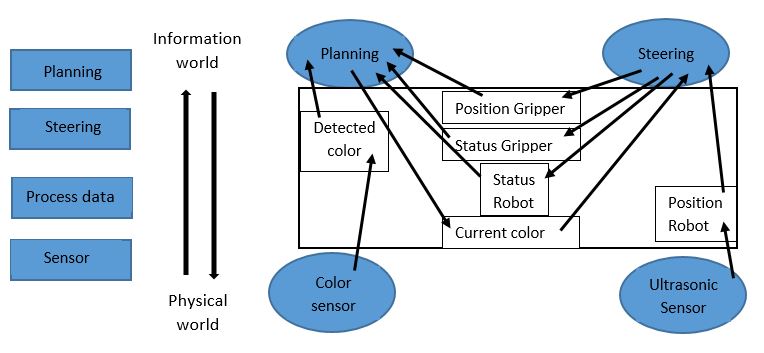 Planning
Steering
Process data
Sensor
Information
world
Physical
world
Planning
Steering
Position Gripper
Detected
color
Status Gripper
Status
Robot
Position
Robot
Current color
Color
sensor
Ultrasonic
Sensor